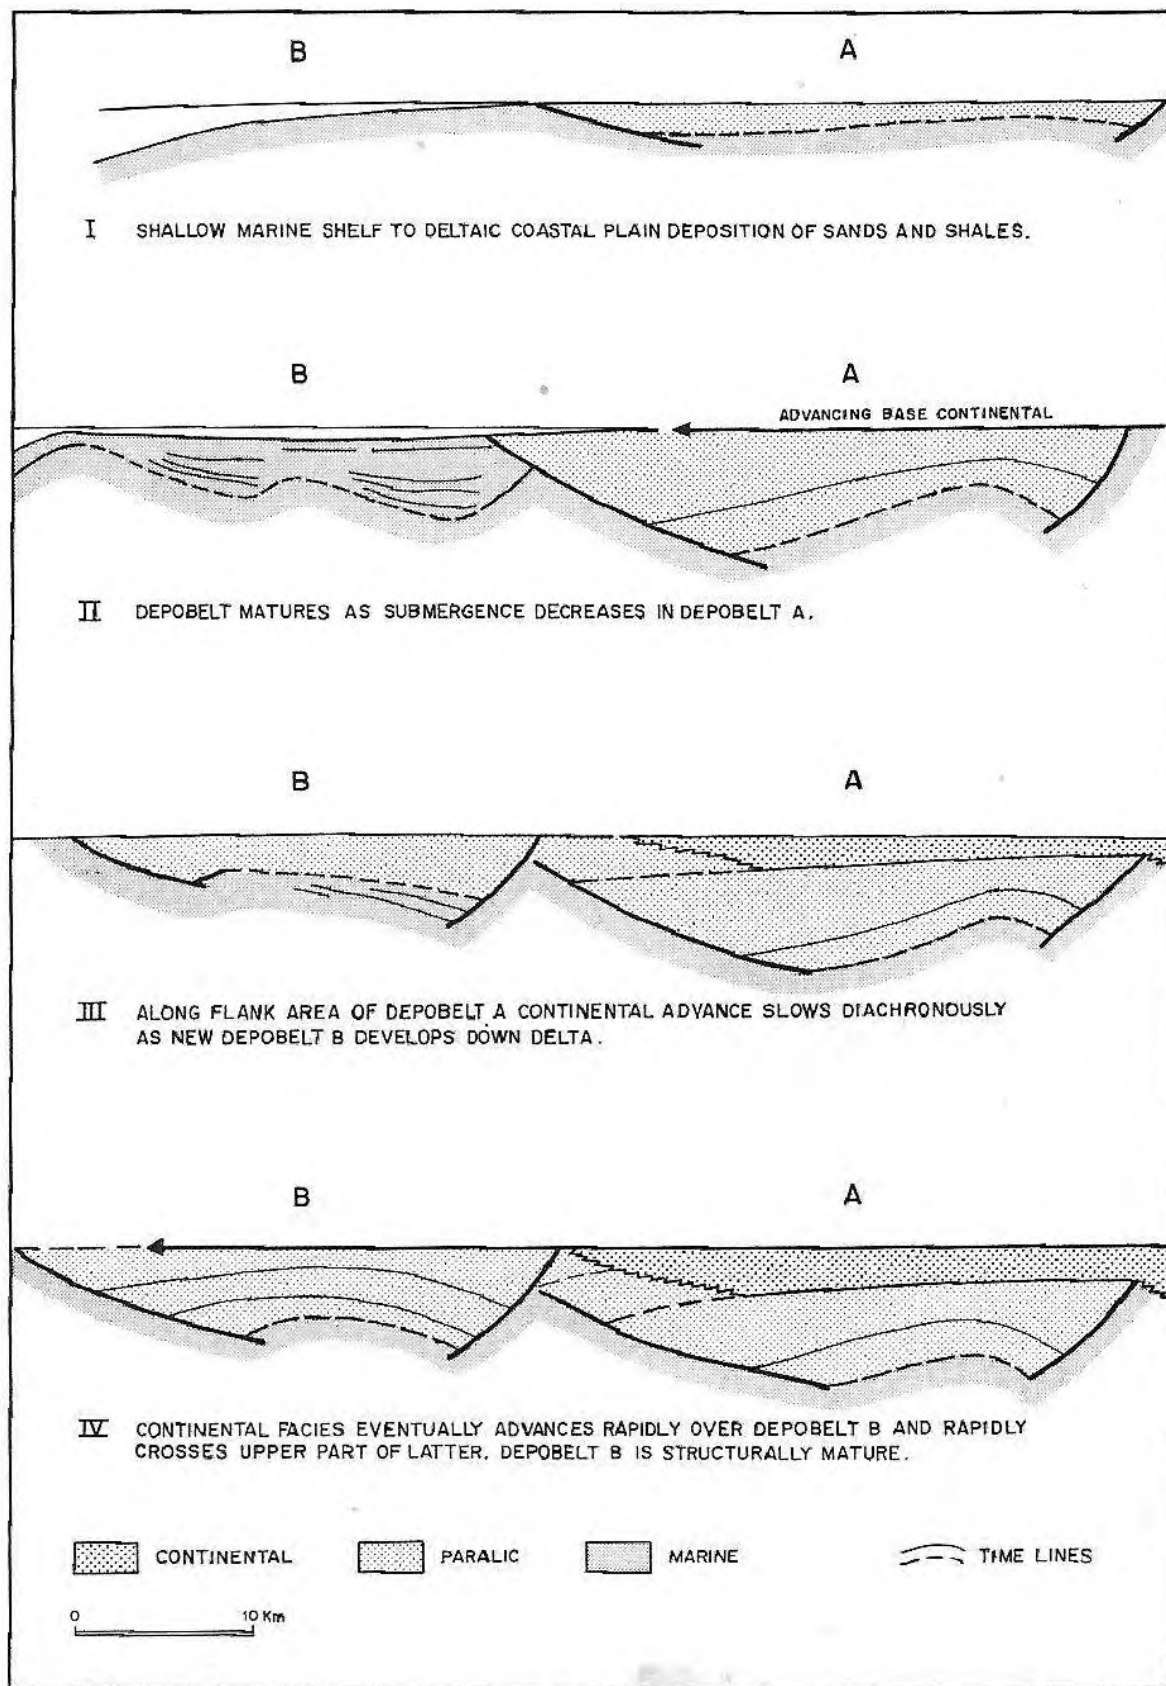 B A
I SHALLOW MARINE SHELF TO DELTAIC COASTAL PLAIN DEPOSITION OF SANDS AND SHALES.
B A
ADVANCING BASE CONTINENTAL
II DEPOBELT MATURES AS SUBMERGENCE DECREASES IN DEPOBELT A.
B A
III ALONG FLANK AREA OF DEPOBELT A CONTINENTAL ADVANCE SLOWS DIACHRONOUSLY
AS NEW DEPOBELT B DEVELOPS DOWN DELTA.
B A
IV CONTINENTAL FACIES EVENTUALLY ADVANCES RAPIDLY OVER DEPOBELT B AND RAPIDLY
CROSSES UPPER PART OF LATTER. DEPOBELT B IS STRUCTURALLY MATURE.
CONTINENTAL PARALIC MARINE TIME LINES
0 10 Km